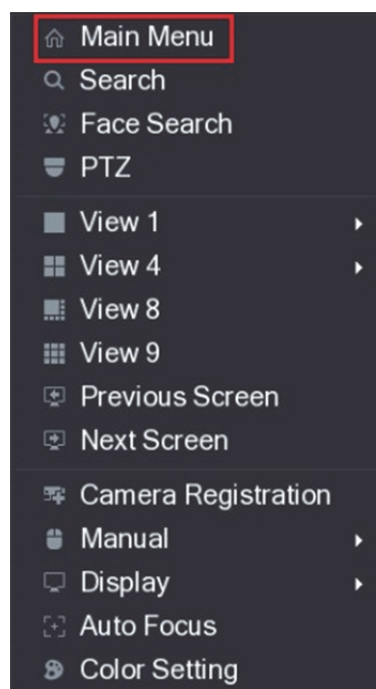 Main Menu
Search
Face Search
PTZ
View 1
View 4
View 8
View 9
Previous Screen
Next Screen
Camera Registration
Manual
Display
Auto Focus
Color Setting